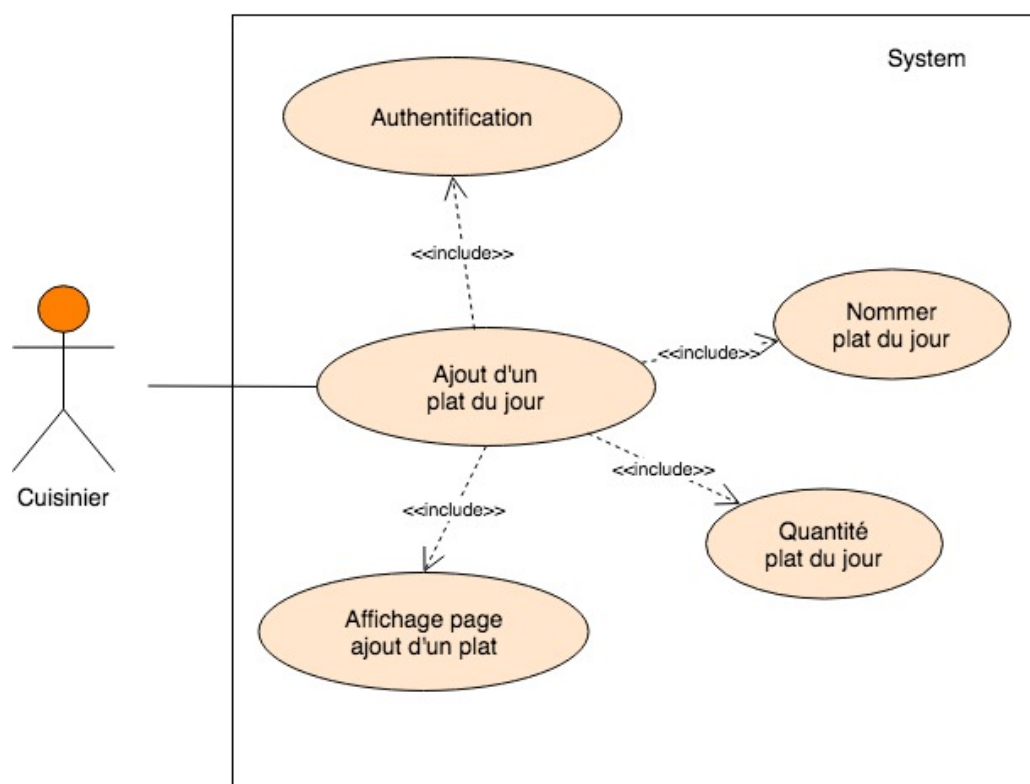 System
Authentification
<<include>>
Nommer
plat du jour
<<include>>
Ajout d'un
plat du jour
<<include>>
Cuisinier
<<include>>
Quantité
plat du jour
Affichage page
ajout d'un plat